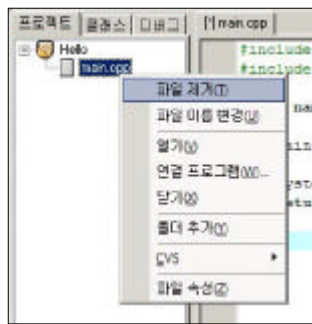 프로젝트 클래스 디버그 [*] main.cpp
Hello
main.cpp
#include
#include
파일 제거(T)
파일 이름 변경(U)
열기(V)
연결 프로그램(W)...
닫기(X)
폴더 추가(Y)
CVS
파일 속성(Z)